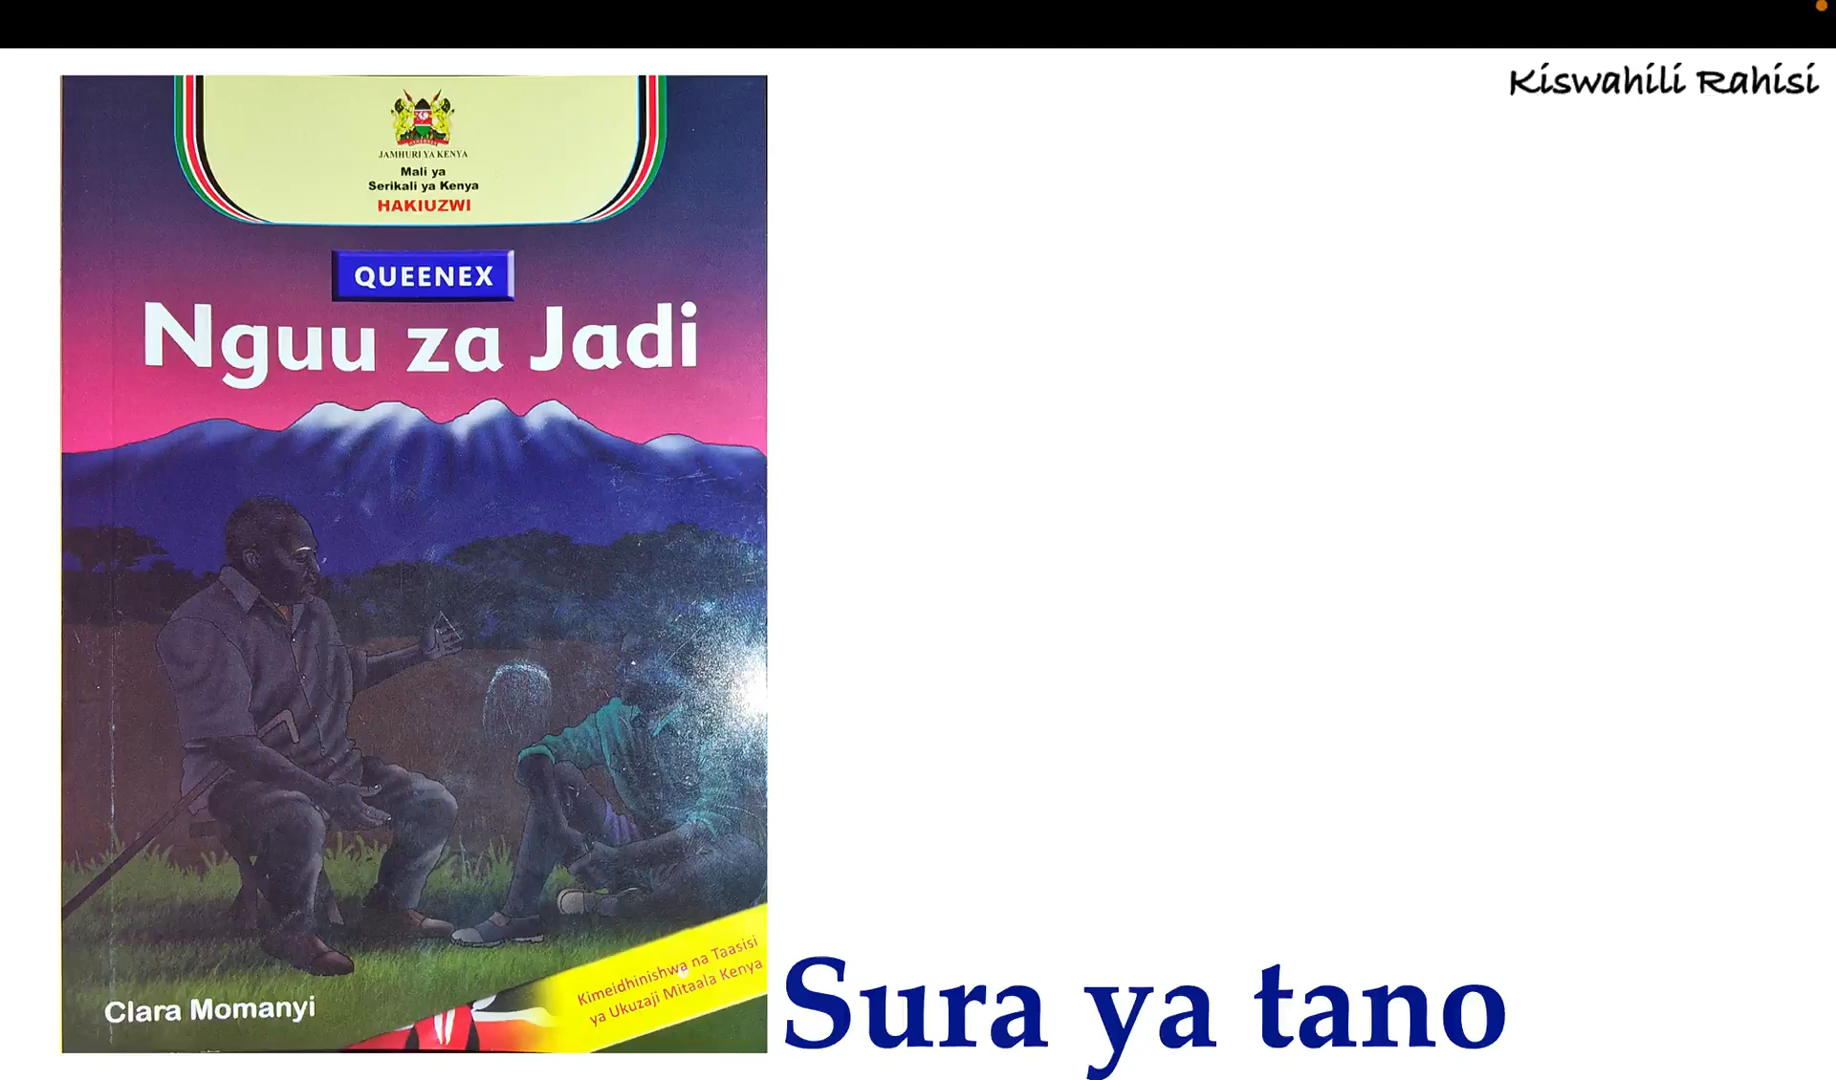 Kiswahili Rahisi
JAMHURI YA KENYA
Mali ya
Serikali ya Kenya
HAKIUZWI
QUEENEX
Nguu za Jadi
Kimeidhinishwa na Taasisi
ya Ukuzaji Mitaala Kenya
Clara Momanyi
Sura ya tano